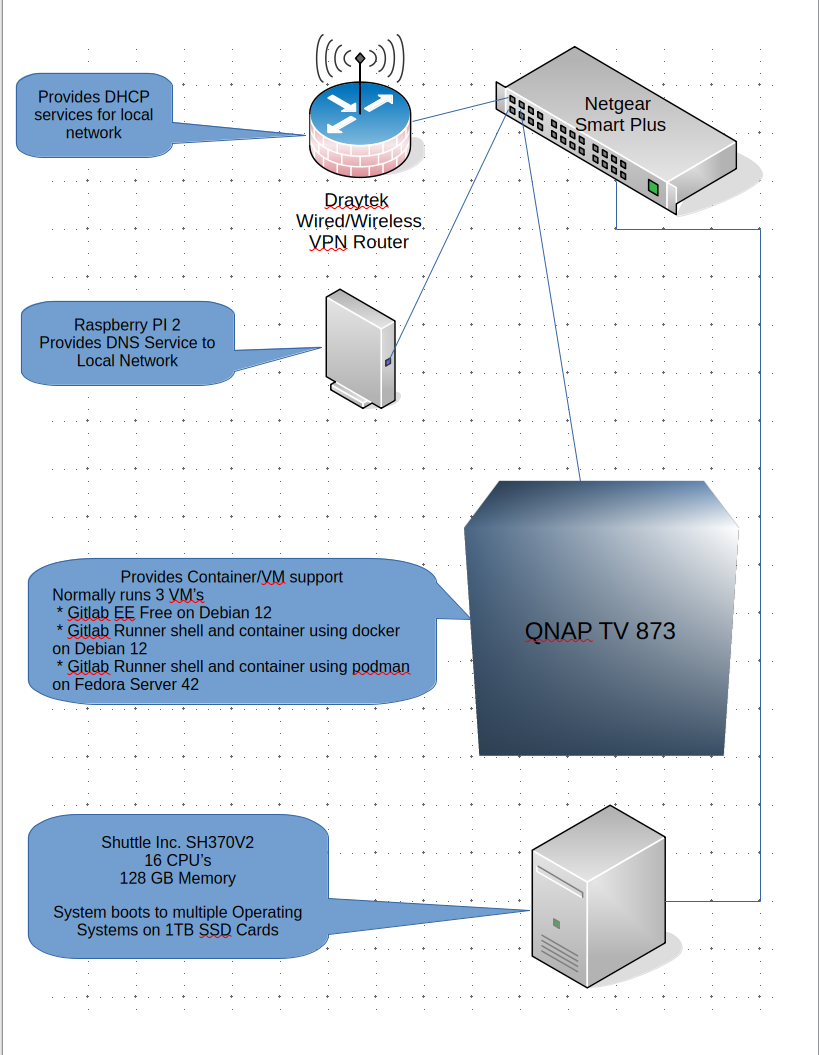 Provides DHCP
services for local
network
Netgear
Smart Plus
Draytek
Wired/Wireless
VPN Router
Raspberry PI 2
Provides DNS Service to
Local Network
Provides Container/VM support
Normally runs 3 VM's
* Gitlab EE Free on Debian 12
* Gitlab Runner shell and container using docker
on Debian 12
* Gitlab Runner shell and container using podman
on Fedora Server 42
QNAP TV 873
Shuttle Inc. SH370V2
16 CPU's
128 GB Memory
System boots to multiple Operating
Systems on 1TB SSD Cards